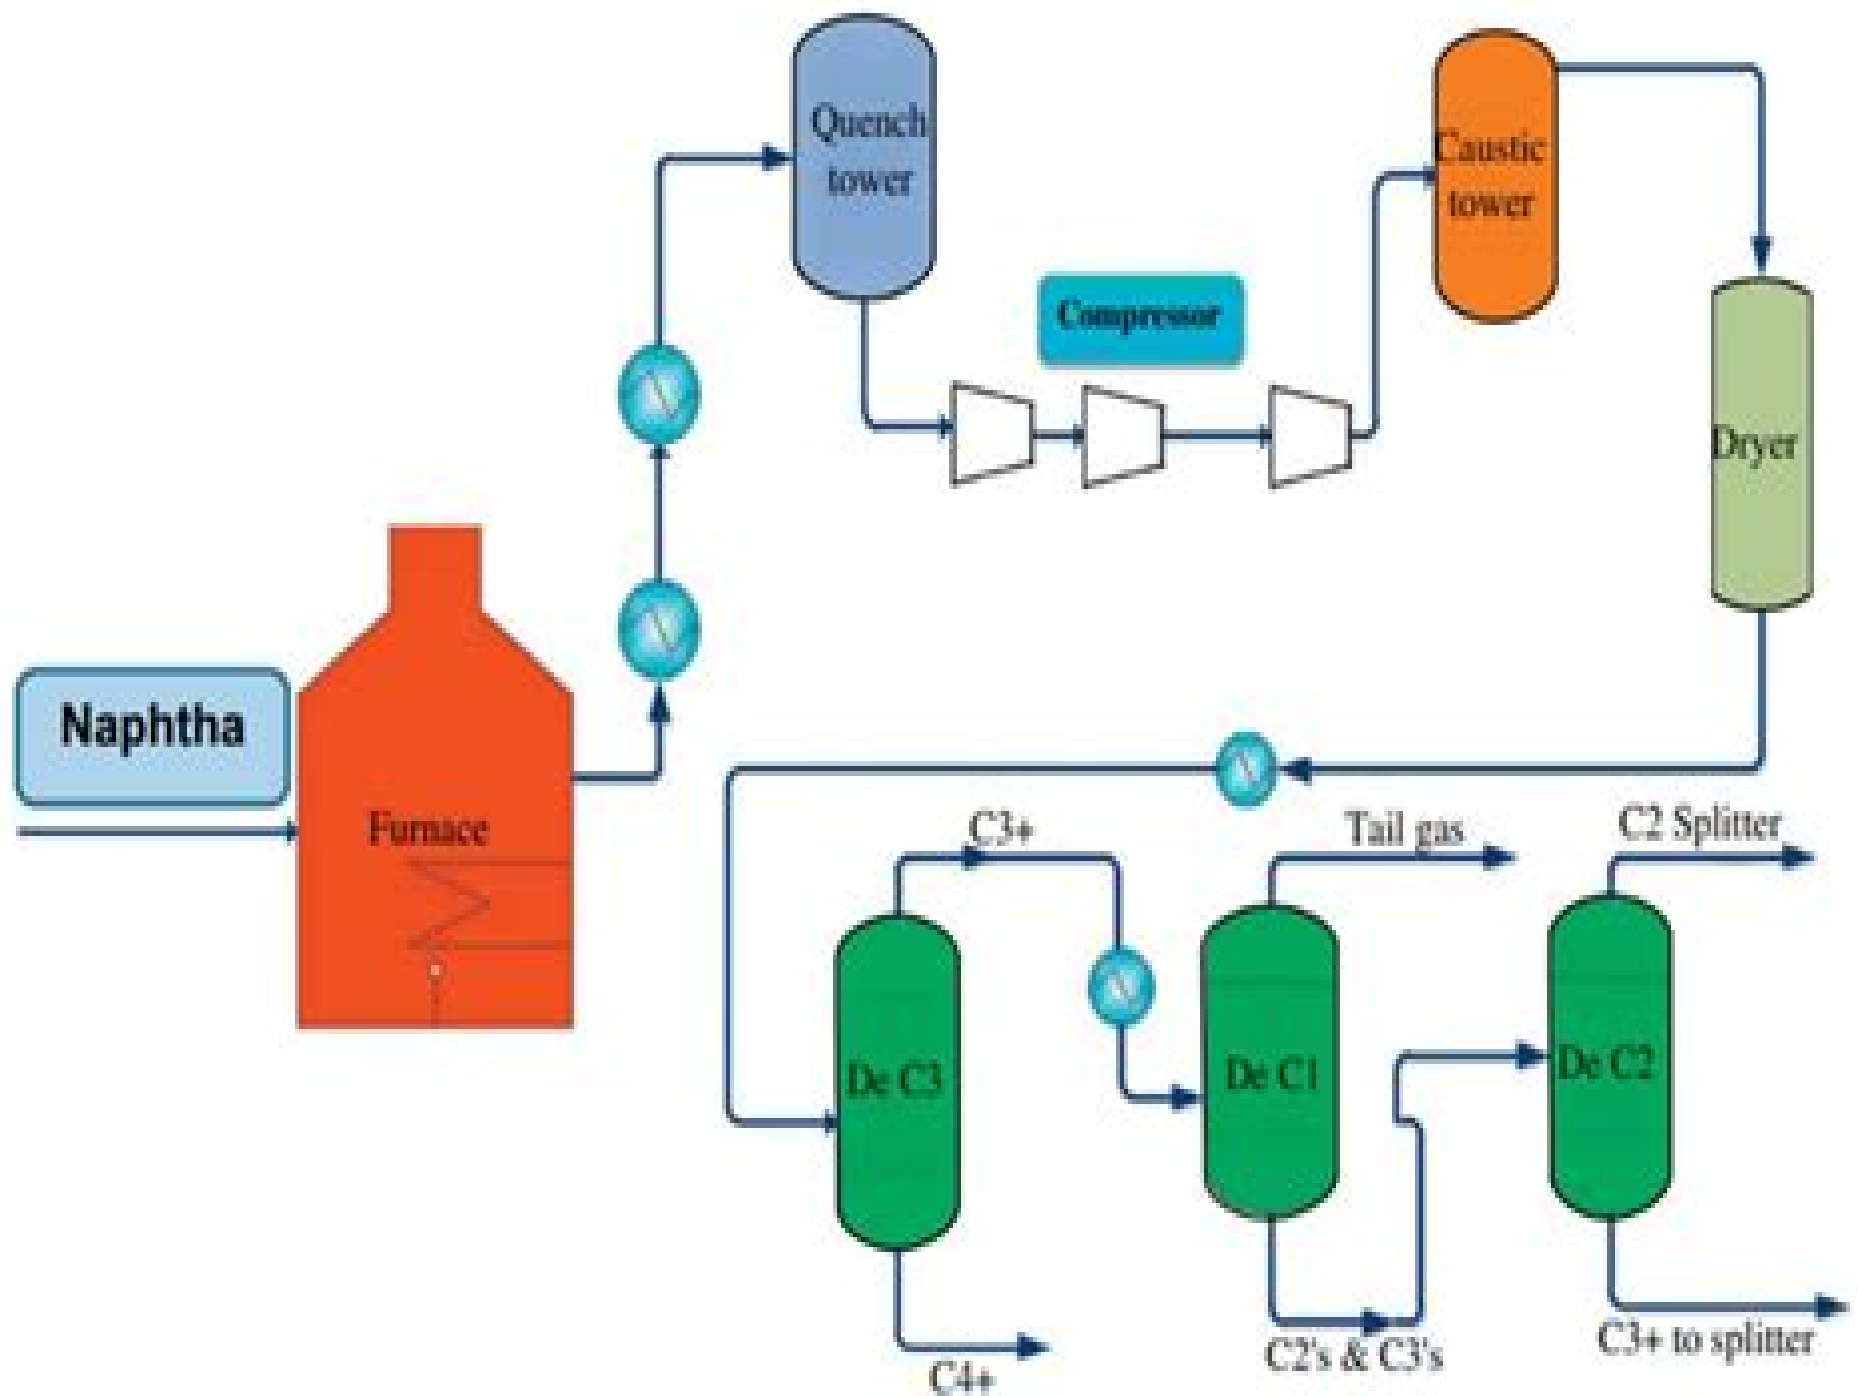 Quench
tower
Caustic
tower
Compressor
Dryer
Naphtha
Furnace
C3+
Tail gas
C2 Splitter
De C3
De C1
De C2
C4+
C2's & C3's
C3+ to splitter